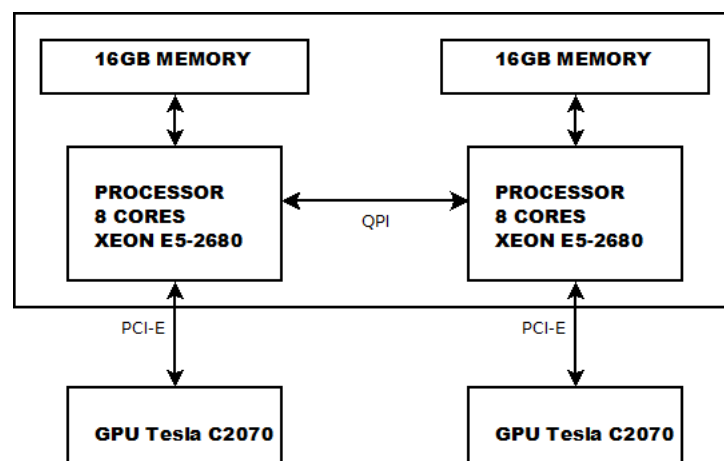 16GB MEMORY
16GB MEMORY
PROCESSOR
8 CORES
XEON E5-2680
QPI
PROCESSOR
8 CORES
XEON E5-2680
PCI-E
PCI-E
GPU Tesla C2070
GPU Tesla C2070